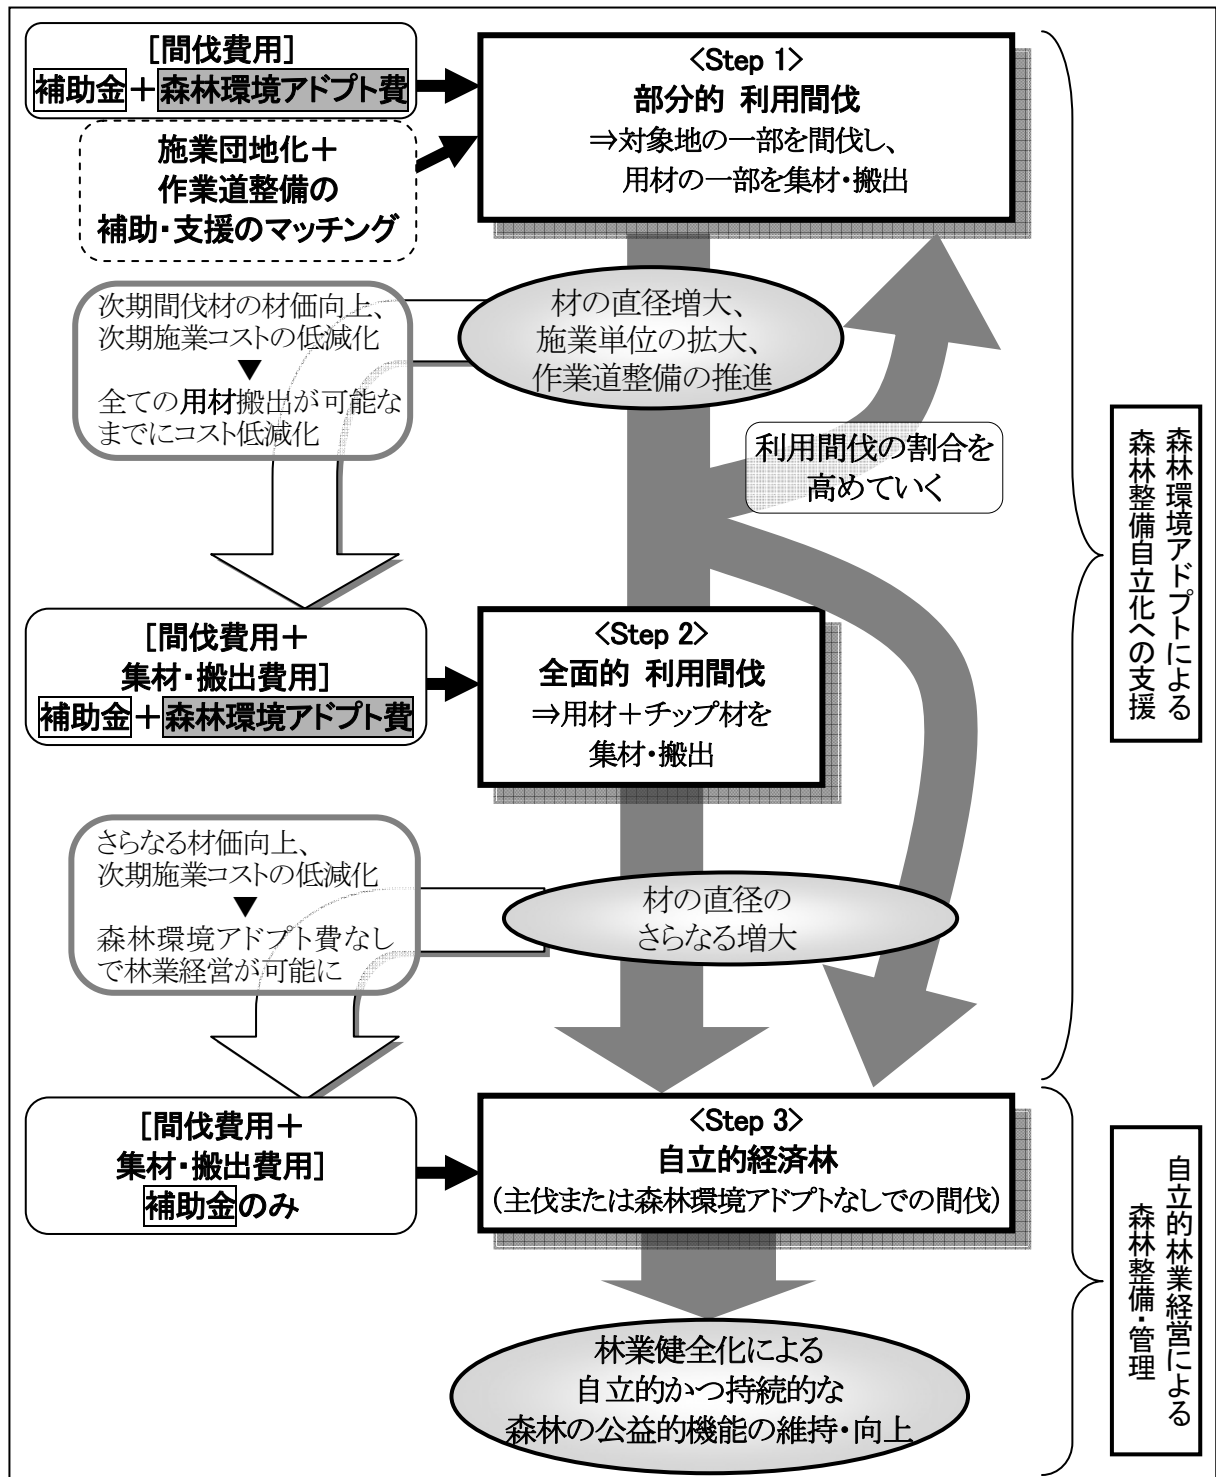 [間伐費用]
補助金＋森林環境アドプト費
施業団地化＋
作業道整備の
補助・支援のマッチング
<Step 1>
部分的 利用間伐
⇒対象地の一部を間伐し、
用材の一部を集材・搬出
次期間伐材の材価向上、
次期施業コストの低減化
▼
全ての用材搬出が可能な
までにコスト低減化
材の直径増大、
施業単位の拡大、
作業道整備の推進
利用間伐の割合を
高めていく
[間伐費用＋
集材・搬出費用]
補助金＋森林環境アドプト費
<Step 2>
全面的 利用間伐
⇒用材＋チップ材を
集材・搬出
さらなる材価向上、
次期施業コストの低減化
▼
森林環境アドプト費なし
で林業経営が可能に
材の直径の
さらなる増大
[間伐費用＋
集材・搬出費用]
補助金のみ
<Step 3>
自立的経済林
（主伐または森林環境アドプトなしでの間伐）
林業健全化による
自立的かつ持続的な
森林の公益的機能の維持・向上
森林環境アドプトによる
森林整備自立化への支援
自立的林業経営による
森林整備・管理